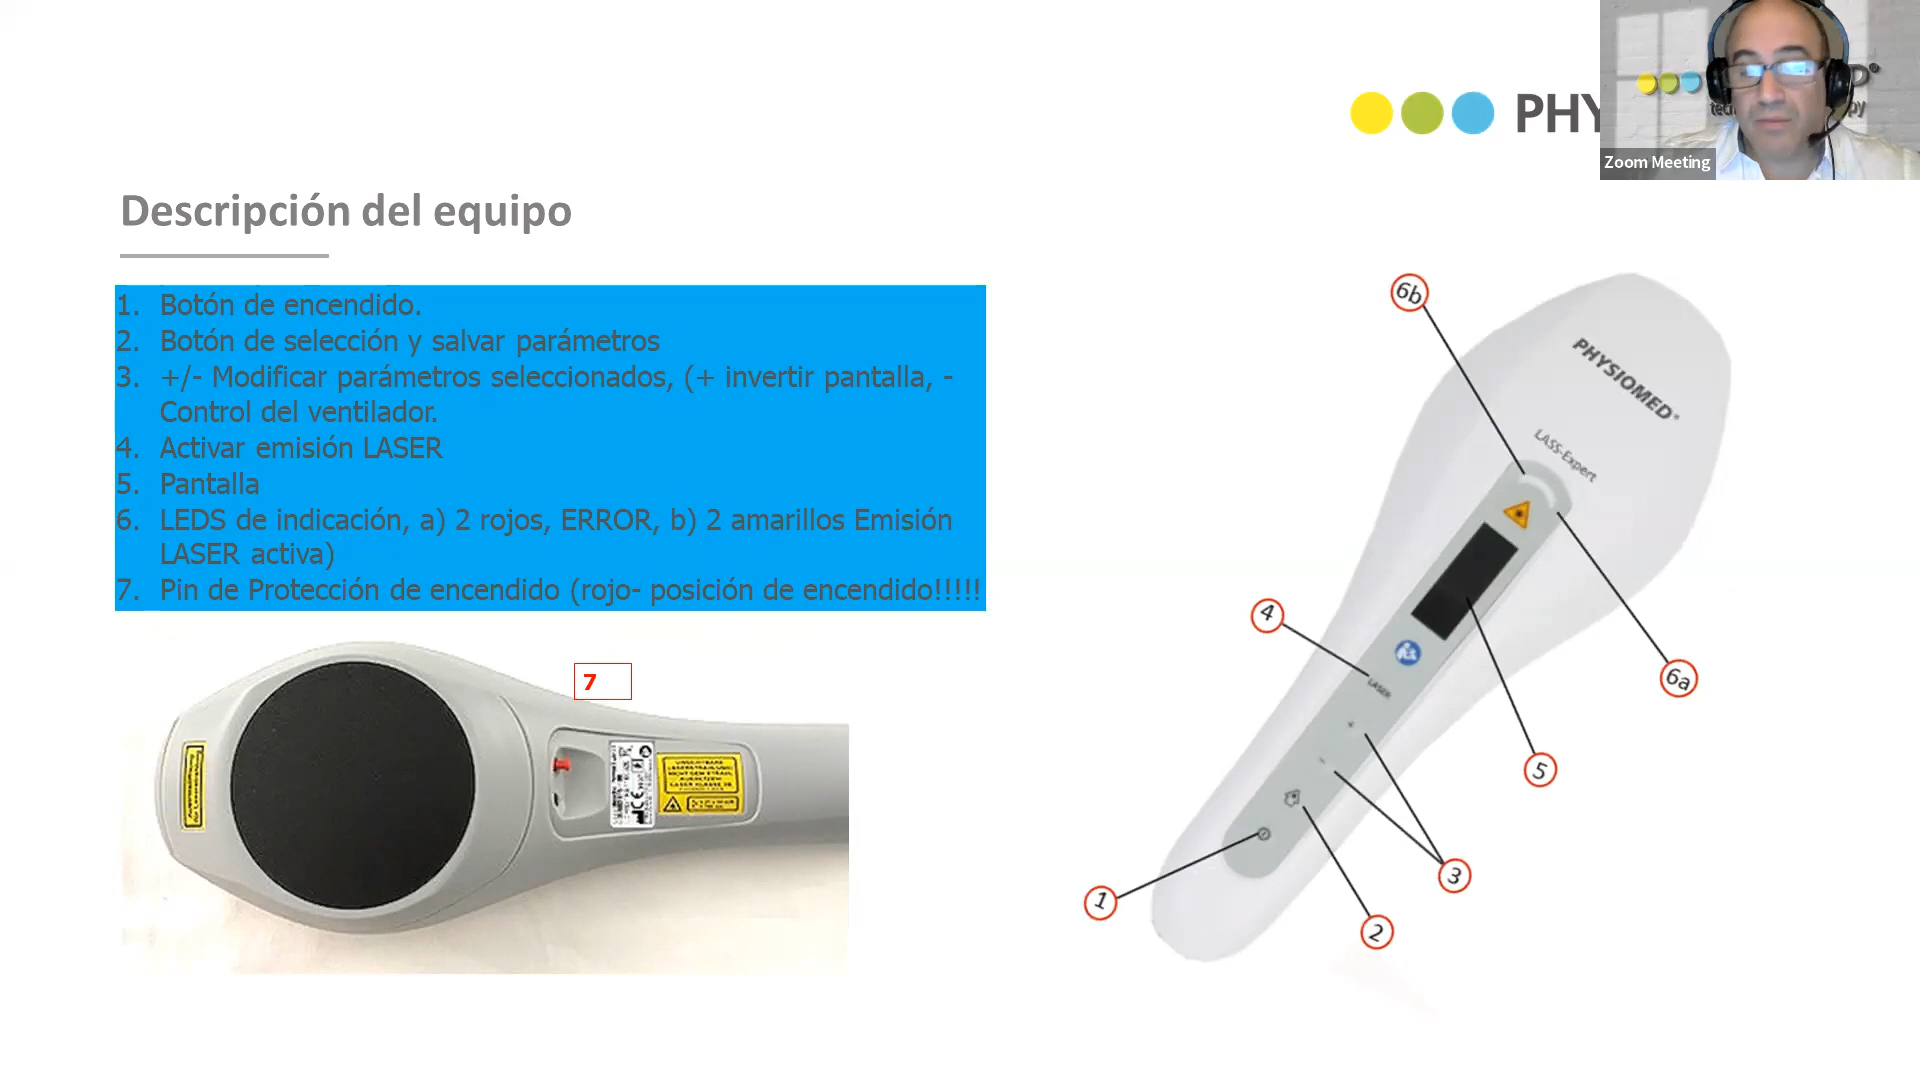 PHY
Zoom Meeting
Descripción del equipo
1. Botón de encendido.
2. Botón de selección y salvar parámetros
3. +/- Modificar parámetros seleccionados, (+ invertir pantalla, -
Control del ventilador.
4. Activar emisión LASER
5. Pantalla
6. LEDS de indicación, a) 2 rojos, ERROR, b) 2 amarillos Emisión
LASER activa)
7. Pin de Protección de encendido (rojo- posición de encendido!!!!!
7
6b
PHYSIOMED®
LASS-Expert
4
LASER
6a
5
3
1
2